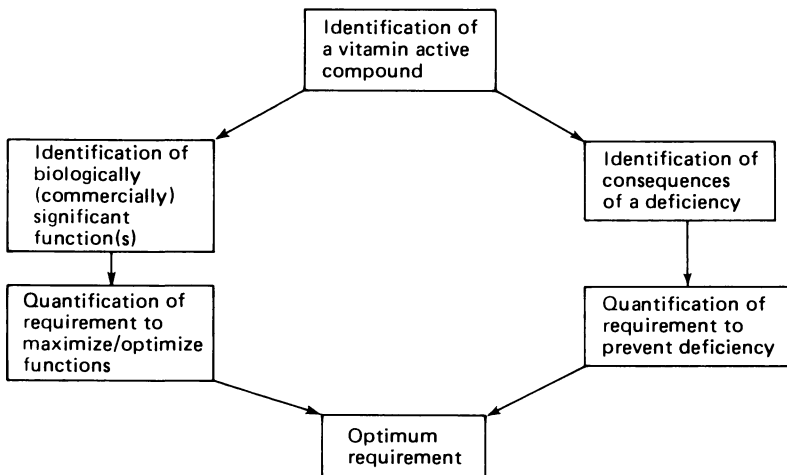 Identification of
a vitamin active
compound
Identification of
biologically
(commercially)
significant
function(s)
Identification of
consequences
of a deficiency
Quantification of
requirement to
maximize/optimize
functions
Quantification of
requirement to
prevent deficiency
Optimum
requirement